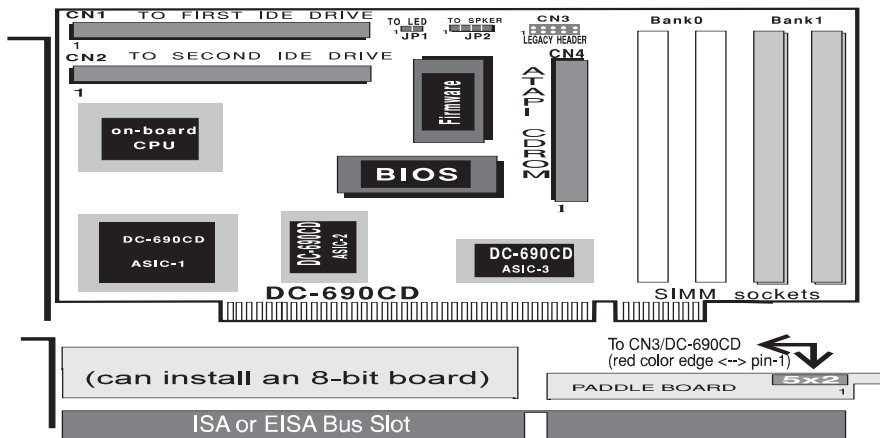 CN1 TO FIRST IDE DRIVE
1
CN2 TO SECOND IDE DRIVE
1
TO LED
1
JP1
TO SPKER
1
JP2
CN3
1
LEGACY HEADER
CN4
ATAPI CDROM
1
Bank0
Bank1
on-board
CPU
Firmware
BIOS
DC-690CD
ASIC-1
DC-690CD
ASIC-2
DC-690CD
ASIC-3
DC-690CD
SIMM sockets
To CN3/DC-690CD
(red color edge <--> pin-1)
(can install an 8-bit board)
PADDLE BOARD
5x2
1
ISA or EISA Bus Slot